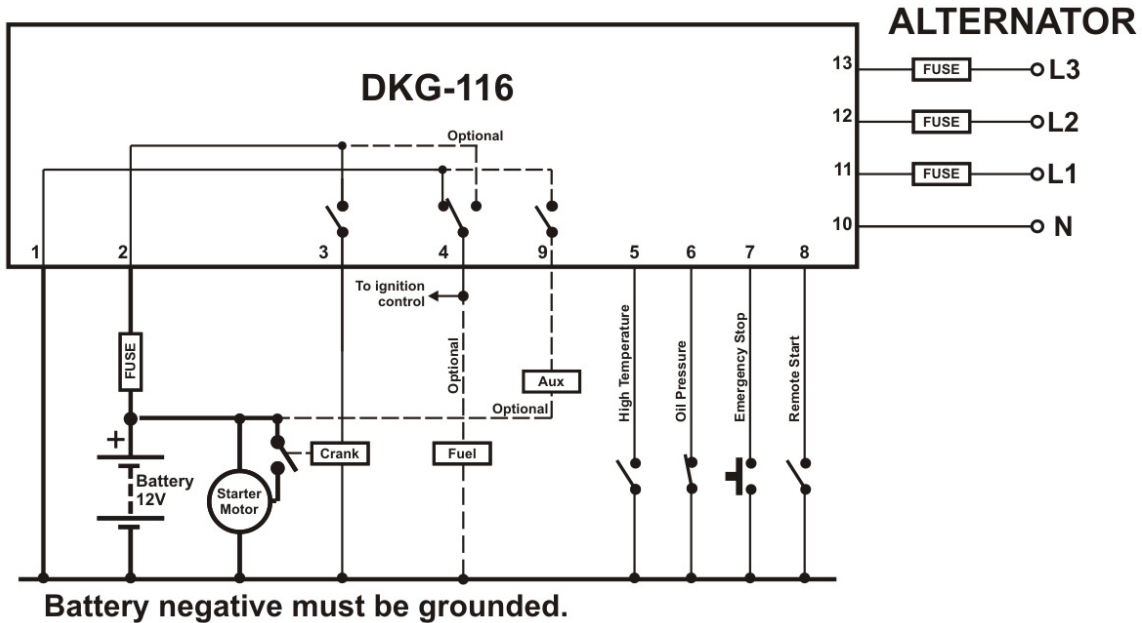 ALTERNATOR
DKG-116
13
FUSE
L3
12
FUSE
L2
11
FUSE
L1
10
N
Optional
1
2
3
4
9
5
6
7
8
To ignition
control
FUSE
Optional
High Temperature
Oil Pressure
Emergency Stop
Remote Start
Aux
Optional
+
Crank
Fuel
Battery
12V
Starter
Motor
Battery negative must be grounded.